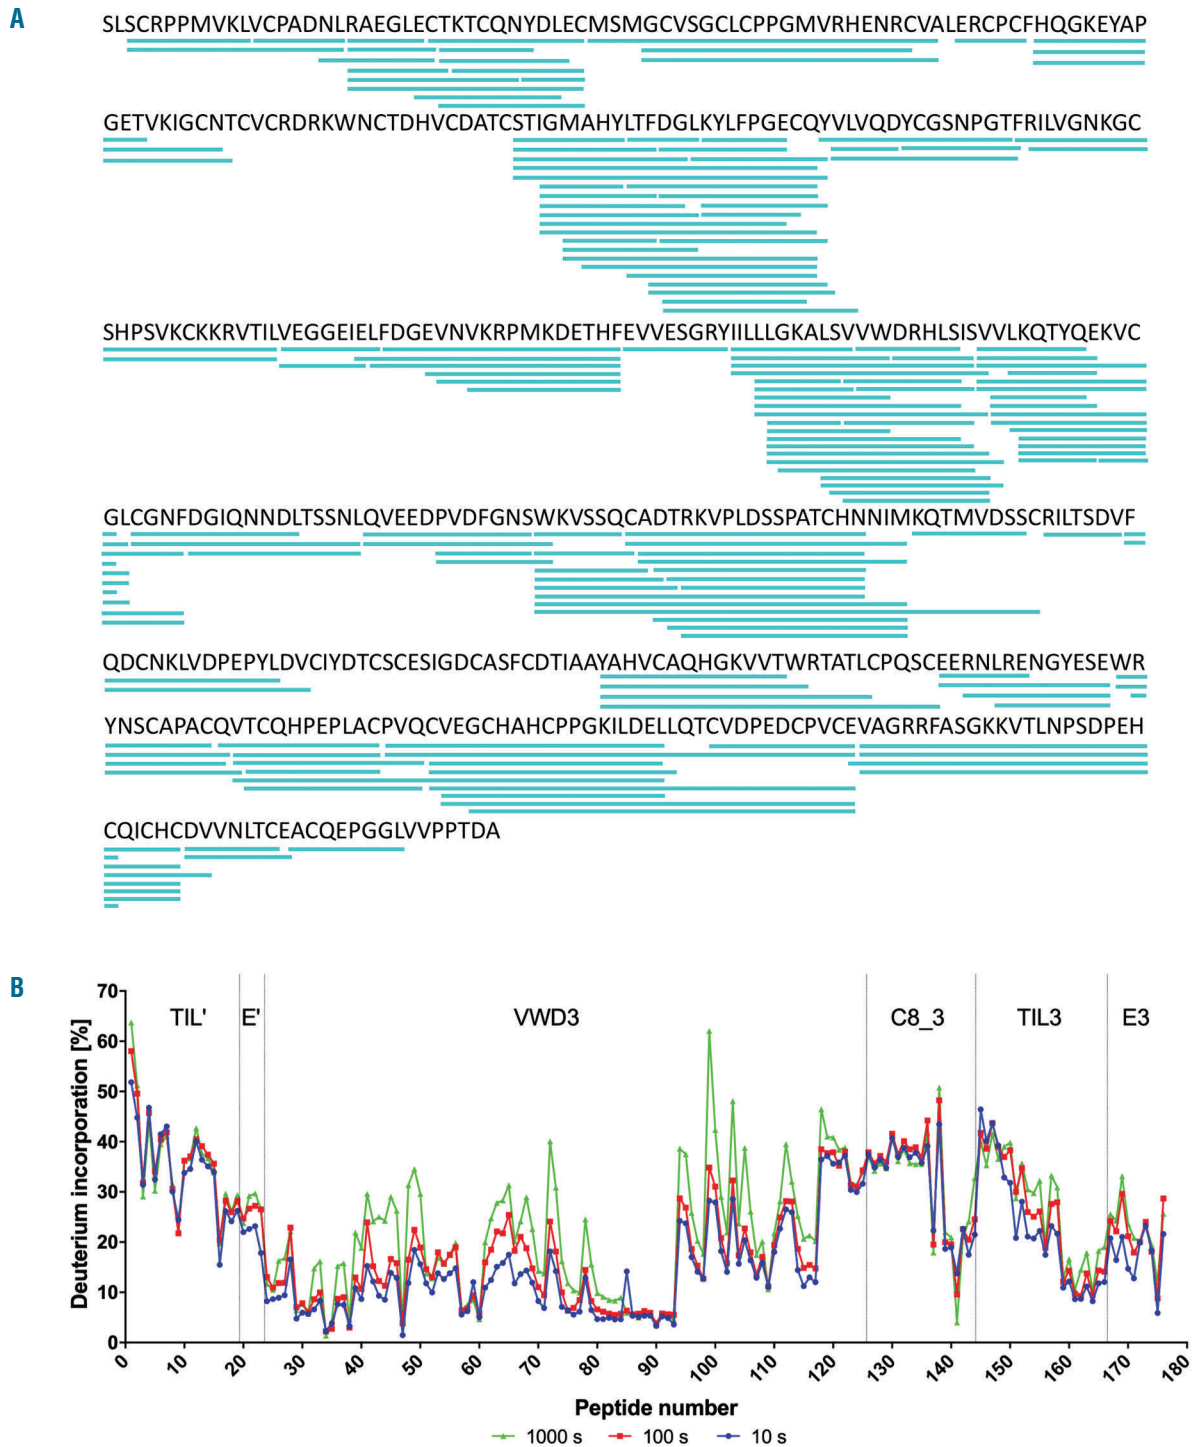 A
SLSCRPPMVKLVCPADNLRAEGLECTKTCQNYDLECMSMGCVSGCLCPPGMVRHENRCVALERCPCFHQGKEYAP
GETVKIGCNTCVCRDRKWNCTDHVCDATCSTIGMAHYLTFDGLKYLFPGECQYVLVQDYCGSNPGTFRILVGNKGC
SHPSVKCKKRVTILVEGGEIELFDGEVNVKRPMKDETHFEVVESGRYIILLLGKALSVVWDRHLSISVVLKQTYQEKVC
GLCGNFDGIQNNDLTSSNLQVEEDPVDFGNSWKVSSQCADTRKVPLDSSPATCHNNIMKQTMVDSSCRILTSDVF
QDCNKLVDPEPYLDVCIYDTCSCESIGDCASFCDTIAAYAHVCAQHGKVVTWRTATLCPQSCEERNLRENGYESEWR
YNSCAPACQVTCQHPEPLACPVQCVEGCHAHCPPGKILDELLQTCVDPEDCPVCEVAGRRFASGKKVTLNPSDPEH
CQICHCDVVNLTCEACQEPGGLVVPPTDA
B
Deuterium incorporation [%]
70
60
50
40
30
20
10
0
TIL' E' VWD3 C8_3 TIL3 E3
0 10 20 30 40 50 60 70 80 90 100 110 120 130 140 150 160 170 180
Peptide number
1000 s 100 s 10 s